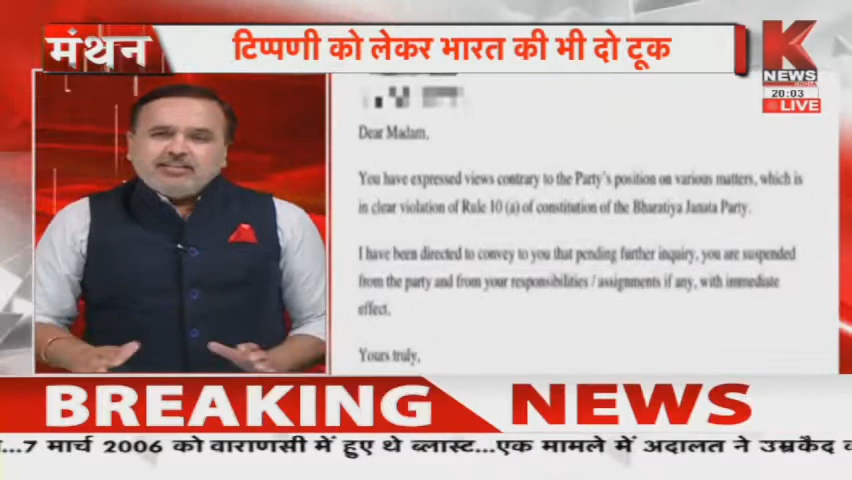 मंथन
टिप्पणी को लेकर भारत की भी दो टूक
K
NEWS
INDIA
20:03
LIVE
Dear Madam,
You have expressed views contrary to the Party's position on various matters, which is
in clear violation of Rule 10 (a) of constitution of the Bharatiya Janata Party.
I have been directed to convey to you that pending further inquiry, you are suspended
from the party and from your responsibilities / assignments if any, with immediate
effect.
Yours truly,
BREAKING NEWS
...7 मार्च 2006 को वाराणसी में हुए थे ब्लास्ट...एक मामले में अदालत ने उम्रकैद